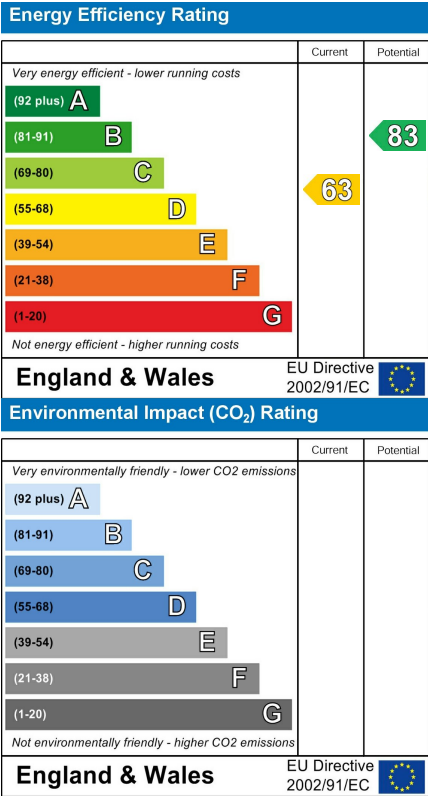 Energy Efficiency Rating
Current Potential
Very energy efficient - lower running costs
(92 plus) A
(81-91) B
83
(69-80) C
63
(55-68) D
(39-54) E
(21-38) F
(1-20) G
Not energy efficient - higher running costs
England & Wales
EU Directive
2002/91/EC
Environmental Impact (CO₂) Rating
Current Potential
Very environmentally friendly - lower CO2 emissions
(92 plus) A
(81-91) B
(69-80) C
(55-68) D
(39-54) E
(21-38) F
(1-20) G
Not environmentally friendly - higher CO2 emissions
England & Wales
EU Directive
2002/91/EC